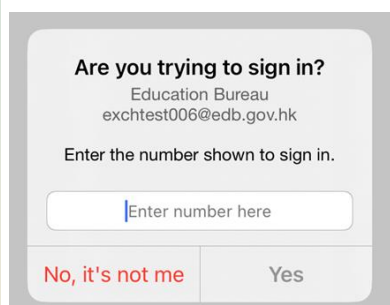 Are you trying to sign in?
Education Bureau
exchtest006@edb.gov.hk
Enter the number shown to sign in.
Enter number here
No, it's not me
Yes